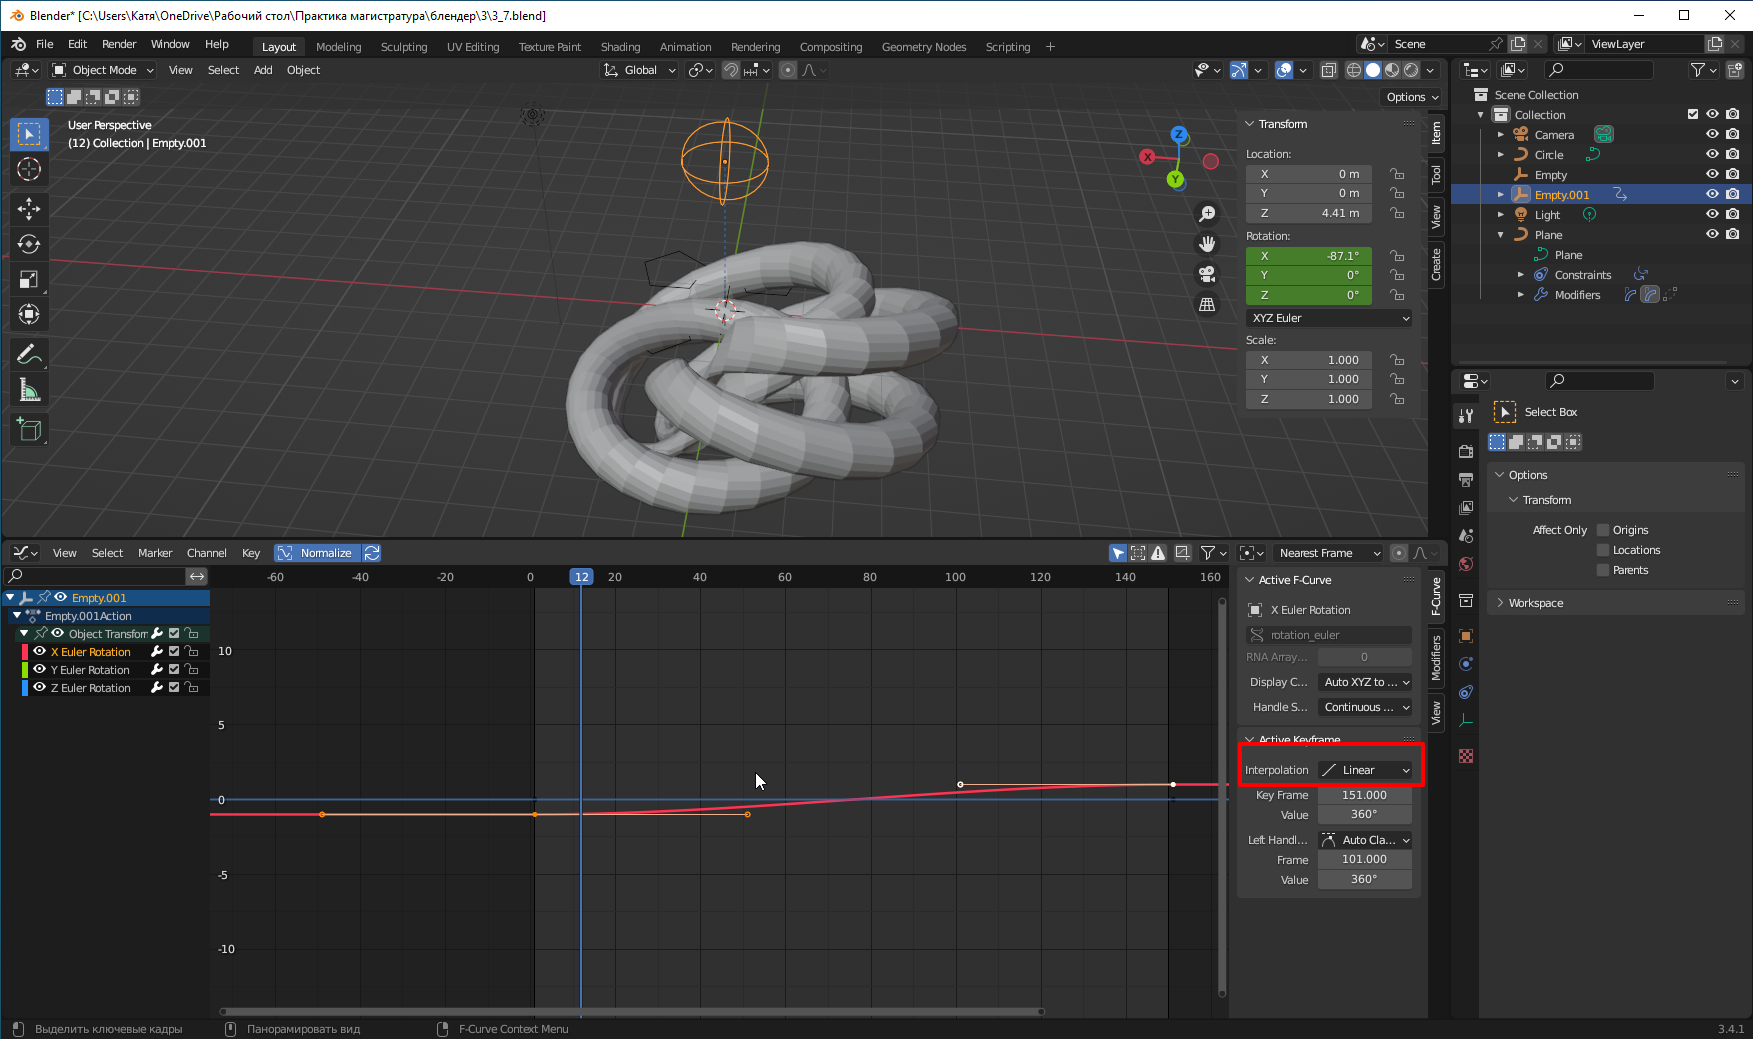 Blender* [C:\Users\Катя\OneDrive\Рабочий стол\Практика магистратура\блендер\3\3_7.blend]
File Edit Render Window Help Layout Modeling Sculpting UV Editing Texture Paint Shading Animation Rendering Compositing Geometry Nodes Scripting + Scene ViewLayer
Object Mode View Select Add Object Global
Options
User Perspective
(12) Collection | Empty.001
Z
X
Y
Transform
Location:
X 0 m
Y 0 m
Z 4.41 m
Rotation:
X -87.1°
Y 0°
Z 0°
XYZ Euler
Scale:
X 1.000
Y 1.000
Z 1.000
Item
Tool
View
Create
Scene Collection
Collection
Camera
Circle
Empty
Empty.001
Light
Plane
Plane
Constraints
Modifiers
Select Box
Options
Transform
Affect Only Origins
Locations
Parents
Workspace
View Select Marker Channel Key Normalize Nearest Frame
-60 -40 -20 0 12 20 40 60 80 100 120 140 160
Empty.001
Empty.001Action
Object Transforr
X Euler Rotation
Y Euler Rotation
Z Euler Rotation
10
5
0
-5
-10
Active F-Curve
X Euler Rotation
rotation_euler
RNA Array... 0
Display C... Auto XYZ to ...
Handle S... Continuous ...
Active Keyframe
Interpolation Linear
Key Frame 151.000
Value 360°
Left Handl... Auto Cla...
Frame 101.000
Value 360°
F-Curve
Modifiers
View
Выделить ключевые кадры Панорамировать вид F-Curve Context Menu 3.4.1